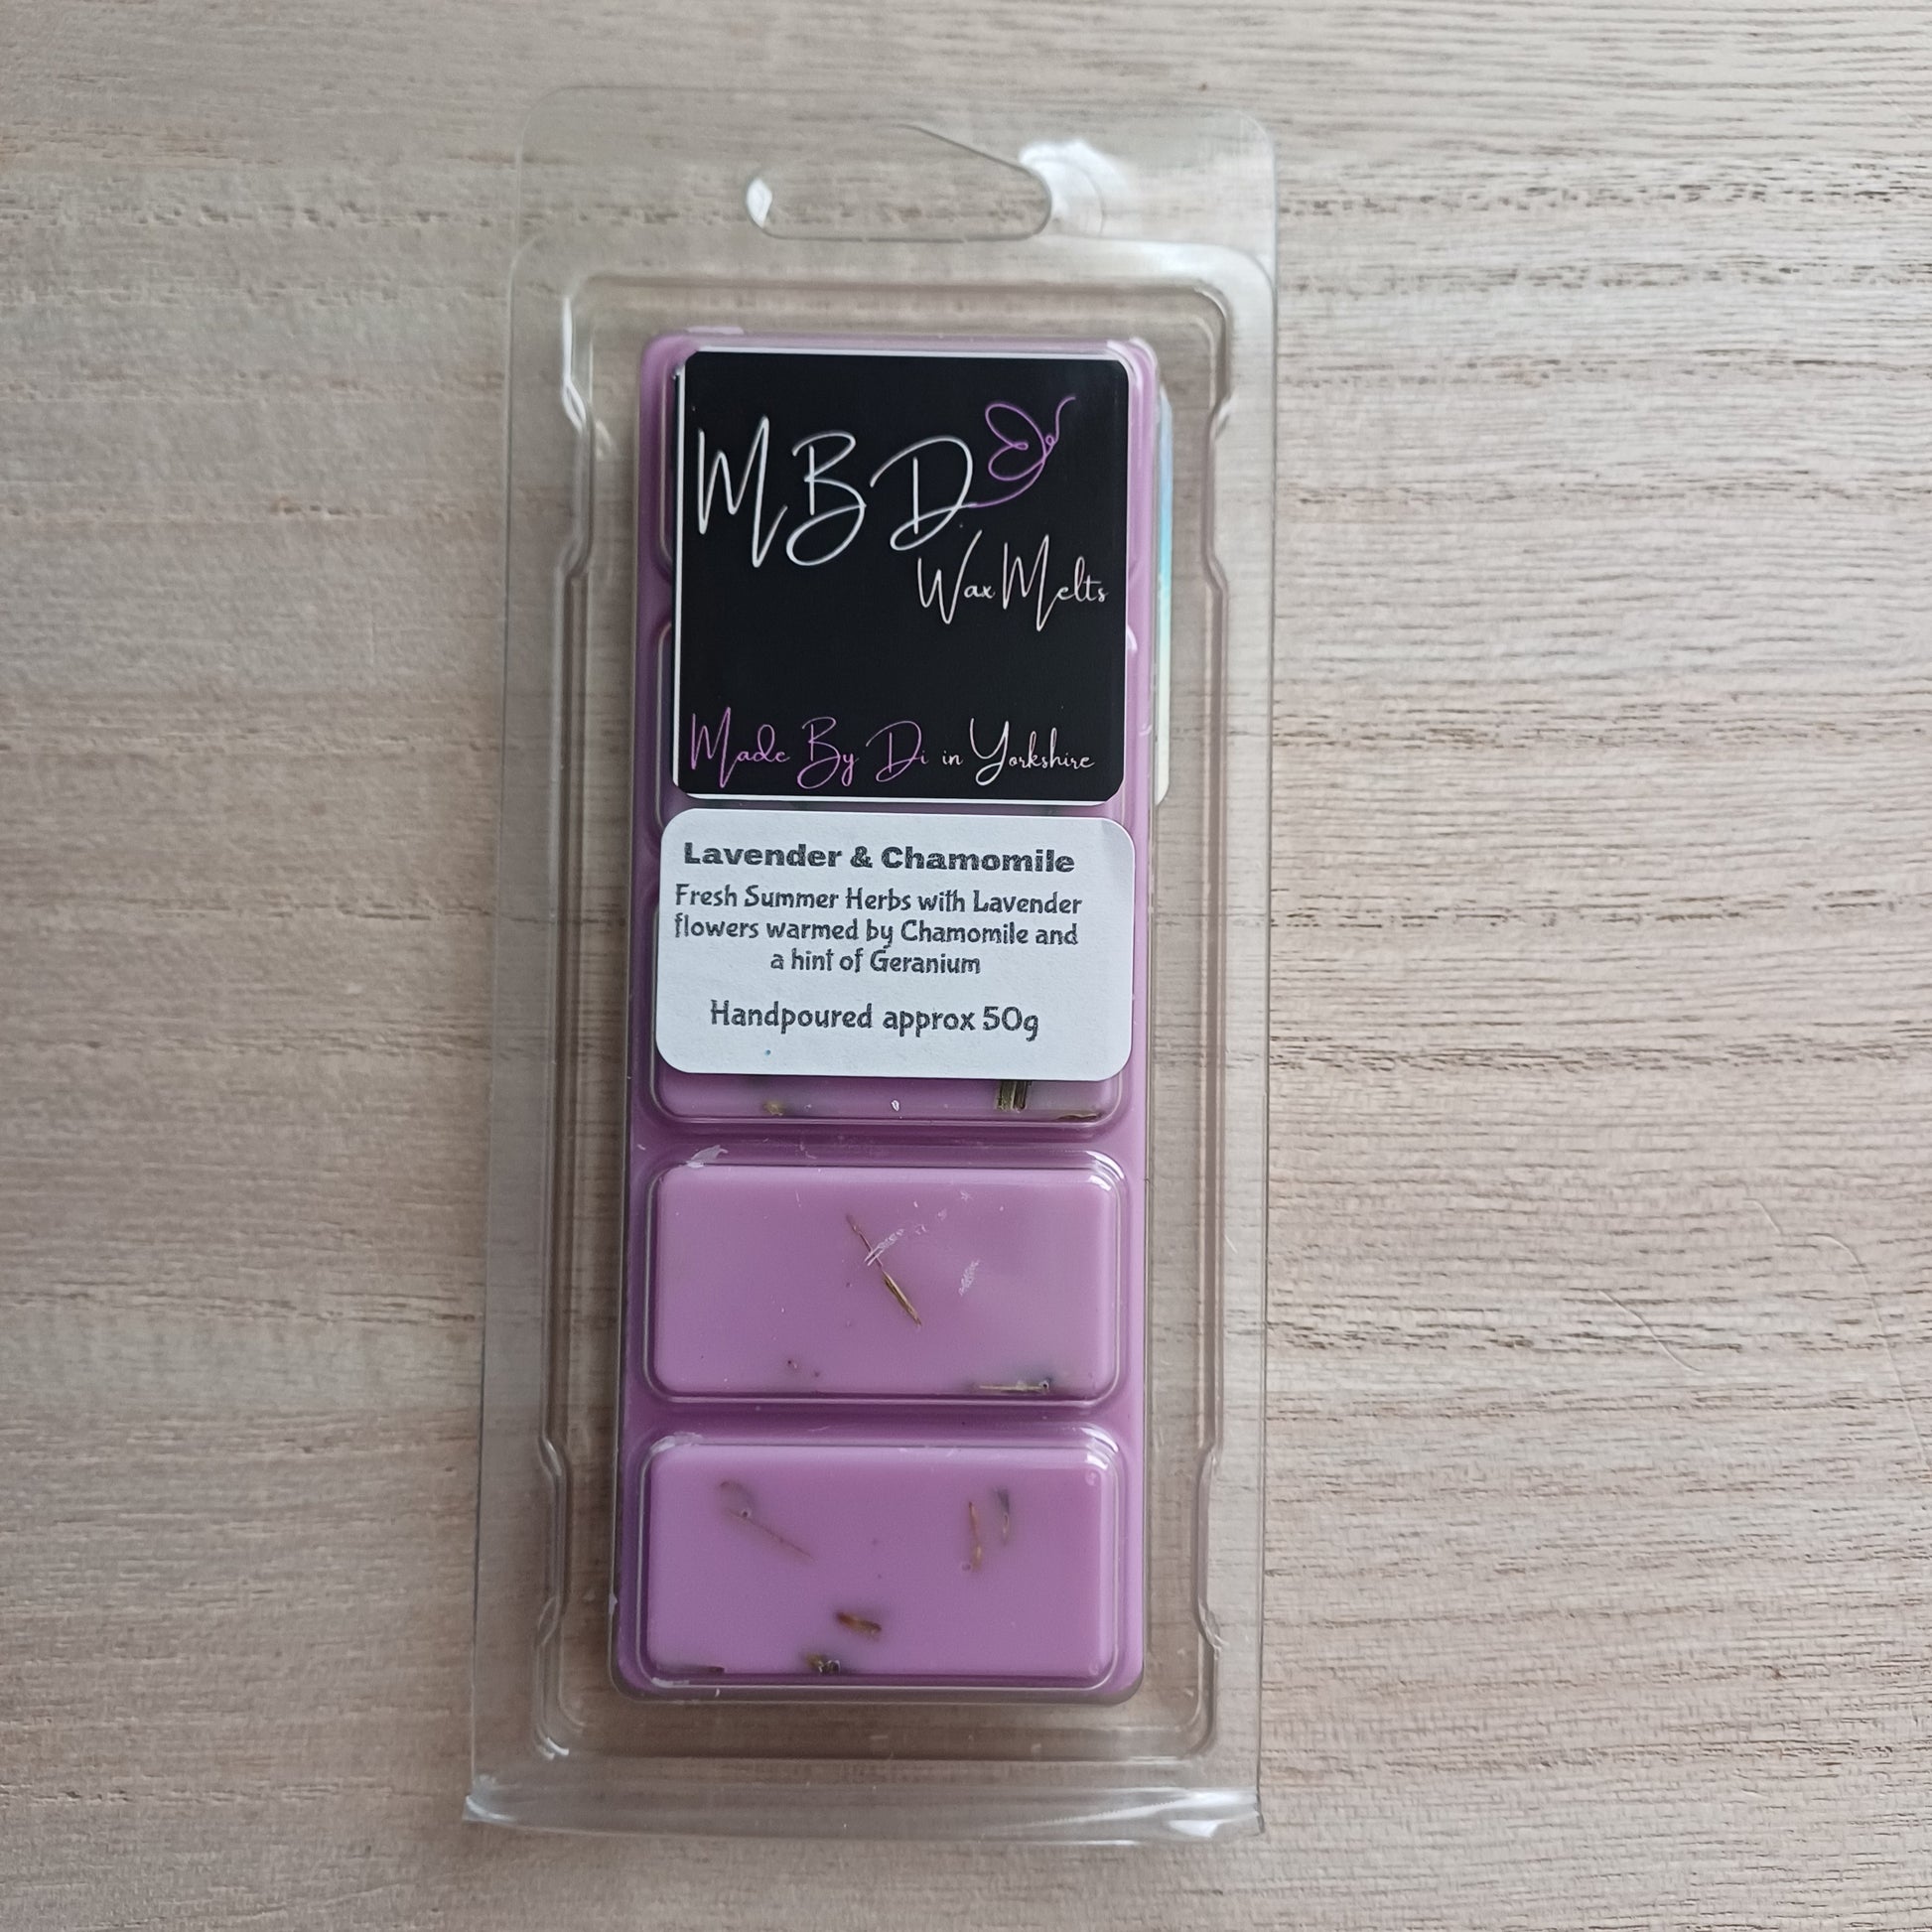 MBD
Wax Melts
Made By Di in Yorkshire
Lavender & Chamomile
Fresh Summer Herbs with Lavender
flowers warmed by Chamomile and
a hint of Geranium
Handpoured approx 50g